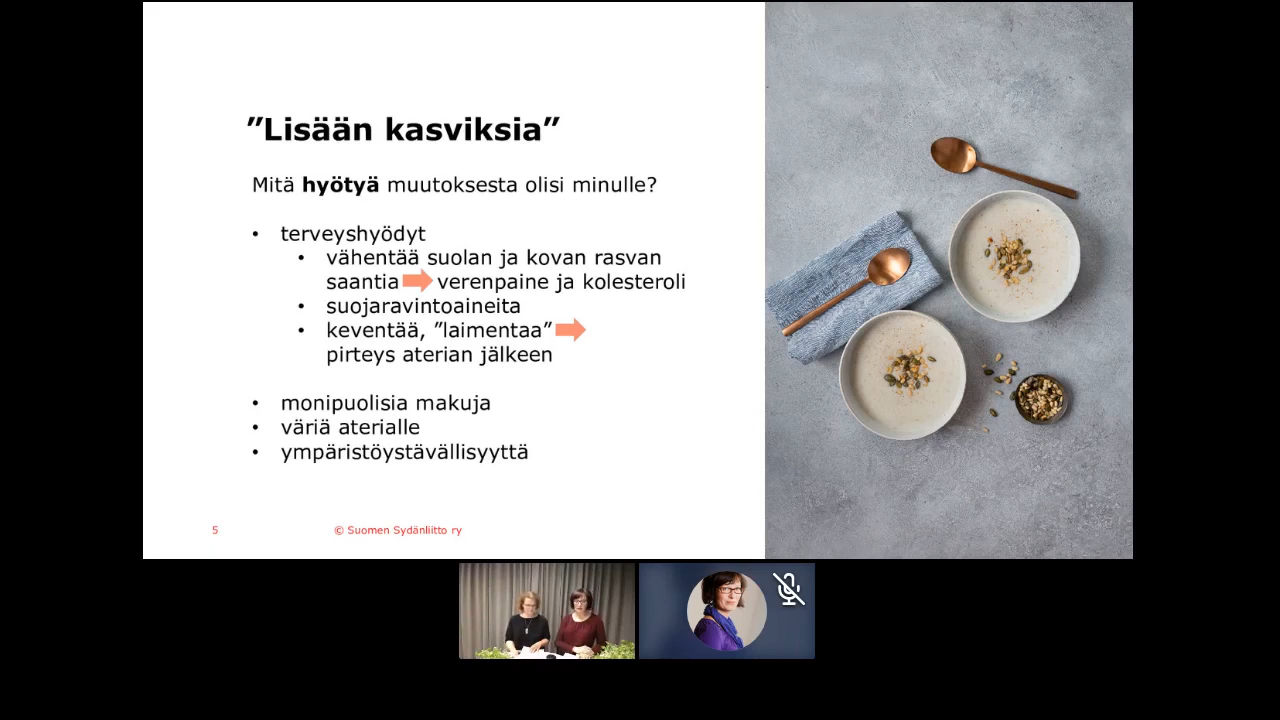 ”Lisään kasviksia”
Mitä hyötyä muutoksesta olisi minulle?
• terveyshyödyt
• vähentää suolan ja kovan rasvan
saantia verenpaine ja kolesteroli
• suojaravintoaineita
• keventää, ”laimentaa”
pirteys aterian jälkeen
• monipuolisia makuja
• väriä aterialle
• ympäristöystävällisyyttä
5
© Suomen Sydänliitto ry